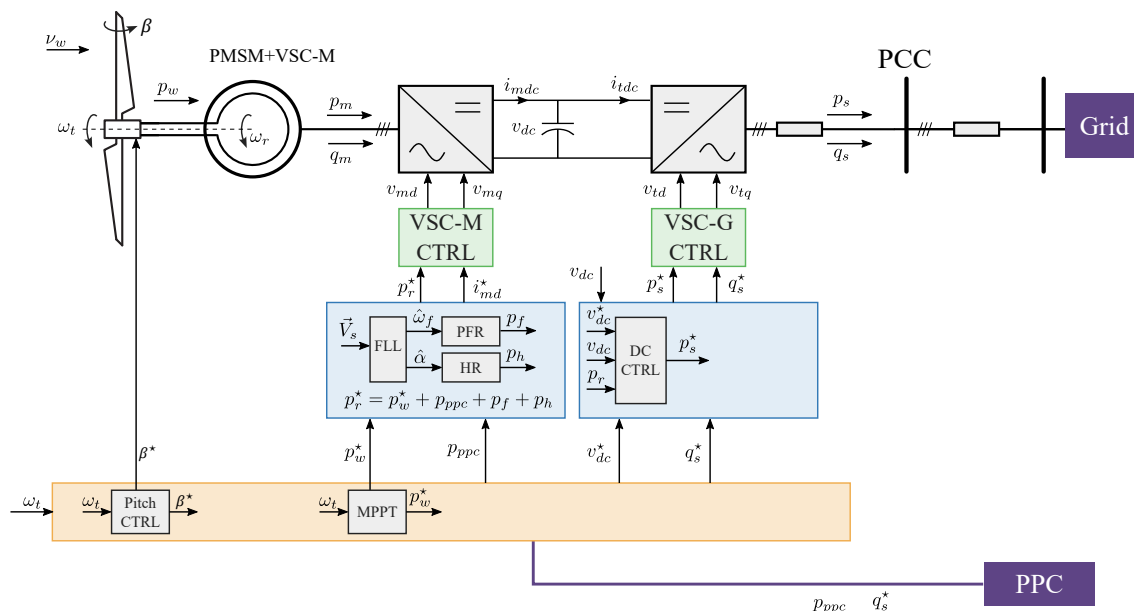 β
ν_w
PMSM+VSC-M
PCC
p_w
ω_t
ω_r
p_m
q_m
i_mdc
v_dc
i_tdc
p_s
q_s
Grid
v_md
v_mq
v_td
v_tq
VSC-M
CTRL
VSC-G
CTRL
p_r^⋆
i_md^⋆
v_dc
p_s^⋆
q_s^⋆
V⃗_s
FLL
ω̂_f
PFR
p_f
α̂
HR
p_h
p_r^⋆ = p_w^⋆ + p_ppc + p_f + p_h
v_dc^⋆
v_dc
p_r
DC
CTRL
p_s^⋆
β^⋆
p_w^⋆
p_ppc
v_dc^⋆
q_s^⋆
ω_t
ω_t
Pitch
CTRL
β^⋆
ω_t
MPPT
p_w^⋆
PPC
p_ppc
q_s^⋆